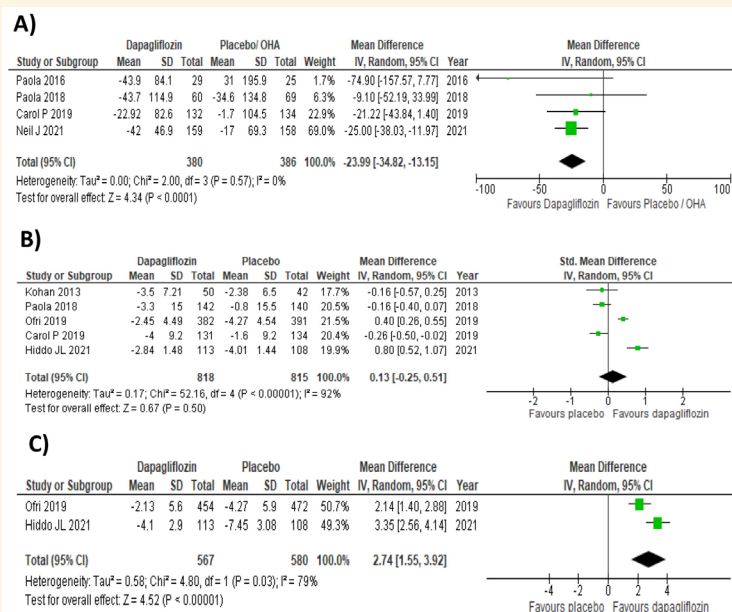 A)
Dapagliflozin Placebo/ OHA Mean Difference Mean Difference
Study or Subgroup Mean SD Total Mean SD Total Weight IV, Random, 95% CI Year IV, Random, 95% CI
Paola 2016 -43.9 84.1 29 31 195.9 25 1.7% -74.90 [-157.57, 7.77] 2016
Paola 2018 -43.7 114.9 60 -34.6 134.8 69 6.3% -9.10 [-52.19, 33.99] 2018
Carol P 2019 -22.92 82.6 132 -1.7 104.5 134 22.9% -21.22 [-43.84, 1.40] 2019
Neil J 2021 -42 46.9 159 -17 69.3 158 69.0% -25.00 [-38.03, -11.97] 2021
Total (95% CI) 380 386 100.0% -23.99 [-34.82, -13.15]
Heterogeneity: Tau² = 0.00; Chi² = 2.00, df = 3 (P = 0.57); I² = 0%
Test for overall effect: Z = 4.34 (P < 0.0001)
-100 -50 0 50 100
Favours Dapagliflozin Favours Placebo / OHA
B)
Dapagliflozin Placebo Mean Difference Std. Mean Difference
Study or Subgroup Mean SD Total Mean SD Total Weight IV, Random, 95% CI Year IV, Random, 95% CI
Kohan 2013 -3.5 7.21 50 -2.38 6.5 42 17.7% -0.16 [-0.57, 0.25] 2013
Paola 2018 -3.3 15 142 -0.8 15.5 140 20.5% -0.16 [-0.40, 0.07] 2018
Ofri 2019 -2.45 4.49 382 -4.27 4.54 391 21.5% 0.40 [0.26, 0.55] 2019
Carol P 2019 -4 9.2 131 -1.6 9.2 134 20.4% -0.26 [-0.50, -0.02] 2019
Hiddo JL 2021 -2.84 1.48 113 -4.01 1.44 108 19.9% 0.80 [0.52, 1.07] 2021
Total (95% CI) 818 815 100.0% 0.13 [-0.25, 0.51]
Heterogeneity: Tau² = 0.17; Chi² = 52.16, df = 4 (P < 0.00001); I² = 92%
Test for overall effect: Z = 0.67 (P = 0.50)
-2 -1 0 1 2
Favours placebo Favours dapagliflozin
C)
Dapagliflozin Placebo Mean Difference Mean Difference
Study or Subgroup Mean SD Total Mean SD Total Weight IV, Random, 95% CI Year IV, Random, 95% CI
Ofri 2019 -2.13 5.6 454 -4.27 5.9 472 50.7% 2.14 [1.40, 2.88] 2019
Hiddo JL 2021 -4.1 2.9 113 -7.45 3.08 108 49.3% 3.35 [2.56, 4.14] 2021
Total (95% CI) 567 580 100.0% 2.74 [1.55, 3.92]
Heterogeneity: Tau² = 0.58; Chi² = 4.80, df = 1 (P = 0.03); I² = 79%
Test for overall effect: Z = 4.52 (P < 0.00001)
-4 -2 0 2 4
Favours placebo Favours dapagliflozin